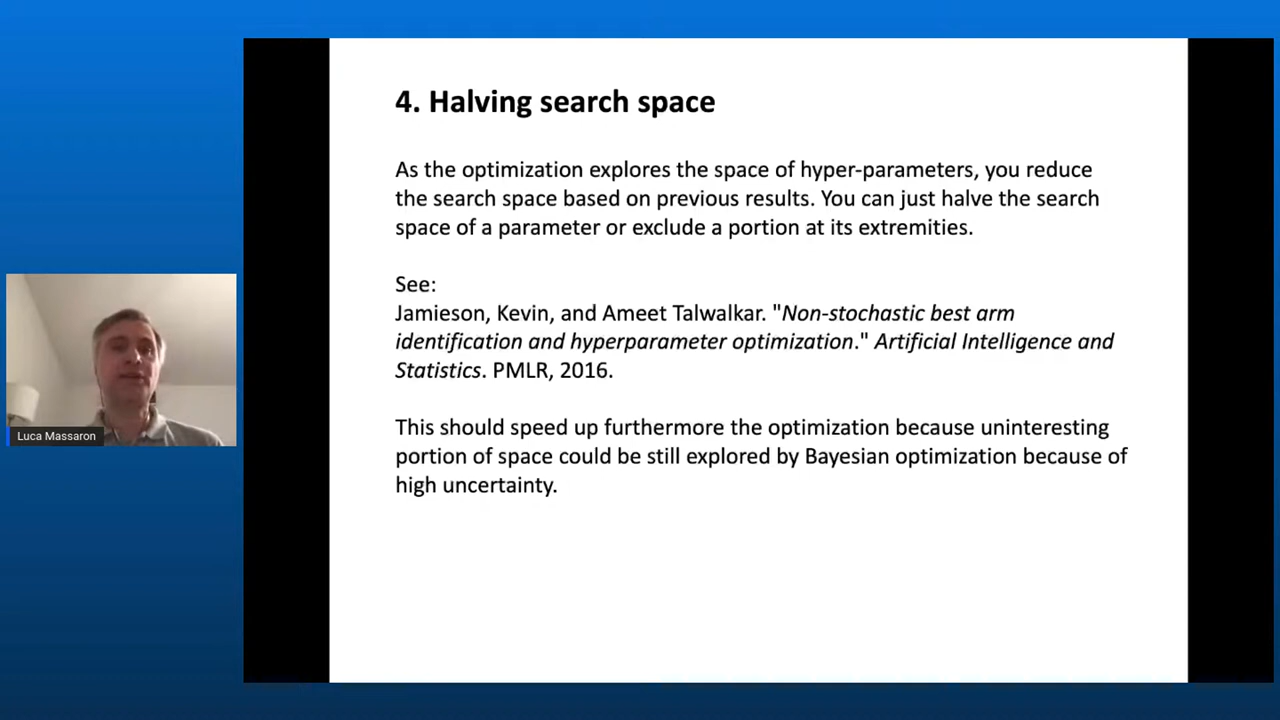 4. Halving search space
As the optimization explores the space of hyper-parameters, you reduce
the search space based on previous results. You can just halve the search
space of a parameter or exclude a portion at its extremities.
See:
Jamieson, Kevin, and Ameet Talwalkar. "Non-stochastic best arm
identification and hyperparameter optimization." Artificial Intelligence and
Statistics. PMLR, 2016.
This should speed up furthermore the optimization because uninteresting
portion of space could be still explored by Bayesian optimization because of
high uncertainty.
Luca Massaron